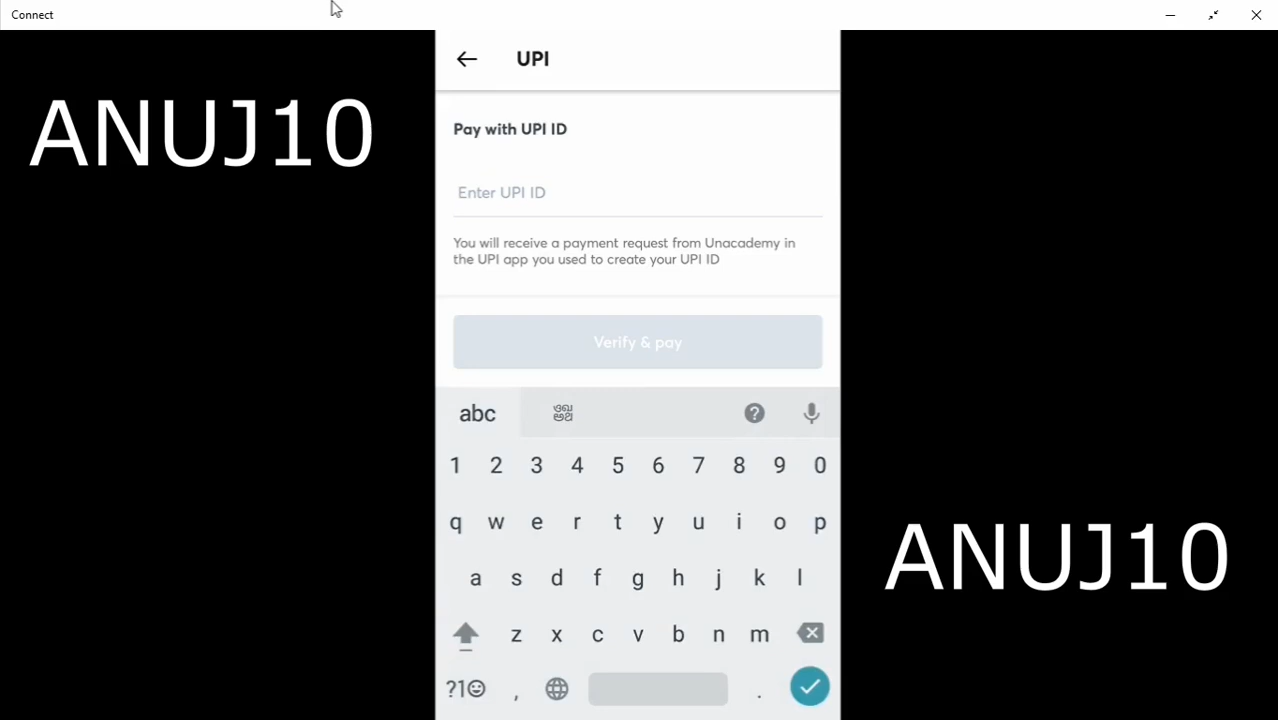 Connect
ANUJ10
UPI
Pay with UPI ID
Enter UPI ID
You will receive a payment request from Unacademy in
the UPI app you used to create your UPI ID
Verify & pay
abc
1 2 3 4 5 6 7 8 9 0
q w e r t y u i o p
a s d f g h j k l
z x c v b n m
?1☺ , .
ANUJ10